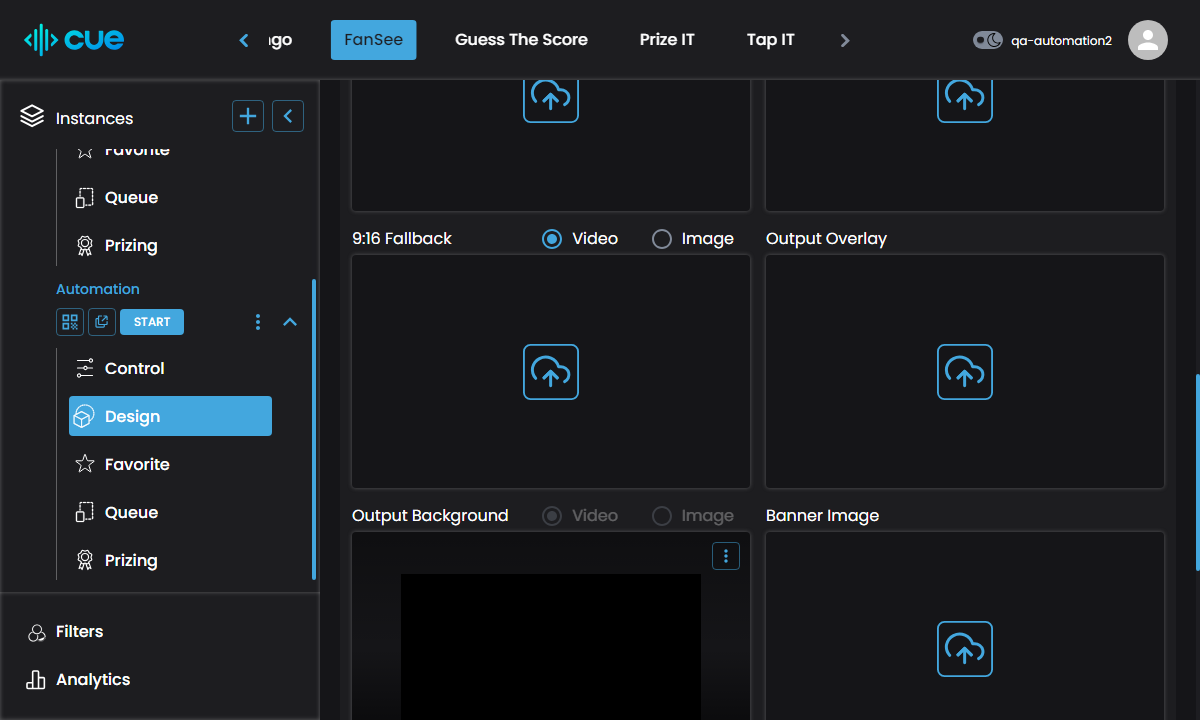 cue
FanSee
Guess The Score
Prize IT
Tap IT
qa-automation2
Instances
Favorite
Queue
Prizing
Automation
START
Control
Design
Favorite
Queue
Prizing
Filters
Analytics
9:16 Fallback
Video
Image
Output Overlay
Output Background
Video
Image
Banner Image